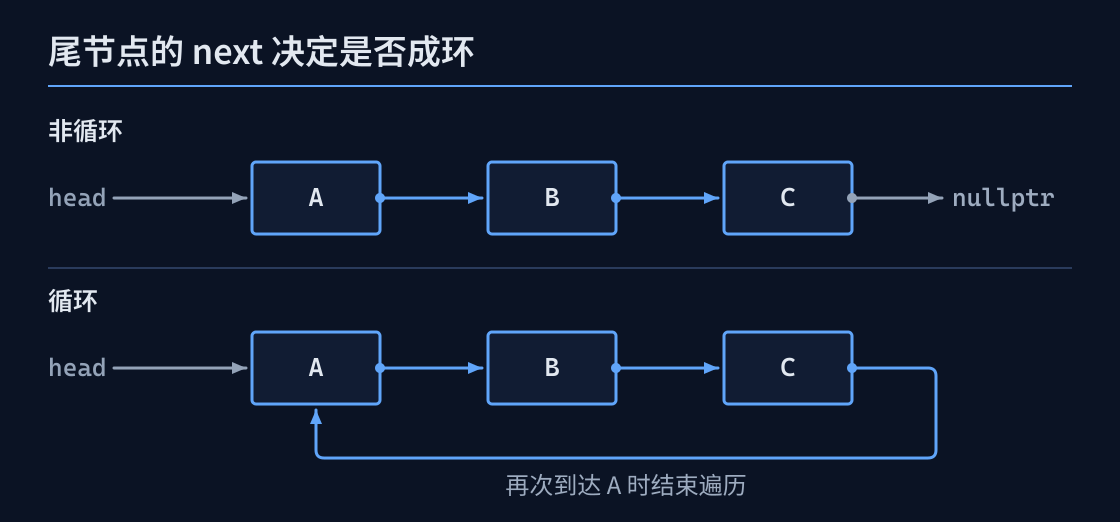 尾节点的 next 决定是否成环
非循环
head A B C nullptr
循环
head A B C
再次到达 A 时结束遍历